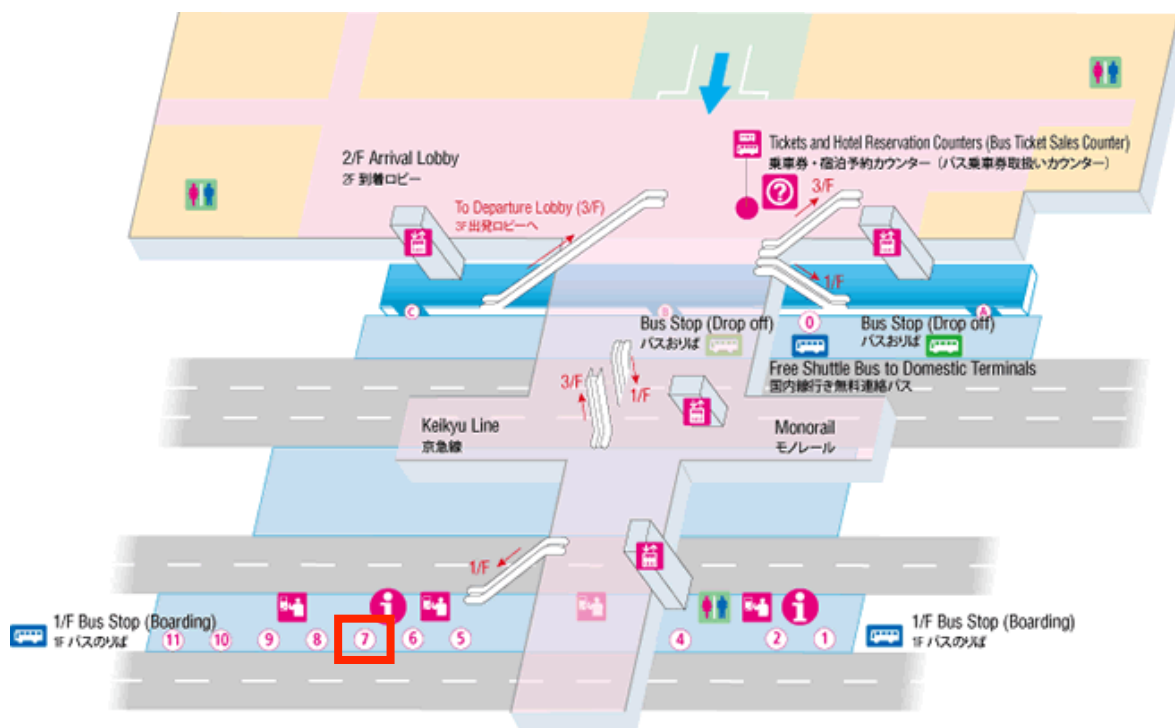 Tickets and Hotel Reservation Counters (Bus Ticket Sales Counter)
乗車券・宿泊予約カウンター（バス乗車券取扱いカウンター）
2/F Arrival Lobby
2F 到着ロビー
?
3/F
To Departure Lobby (3/F)
3F 出発ロビーへ
1/F
C
B
A
Bus Stop (Drop off)
バスおりば
0
Bus Stop (Drop off)
バスおりば
Free Shuttle Bus to Domestic Terminals
国内線行き無料連絡バス
3/F
1/F
Keikyu Line
京急線
Monorail
モノレール
1/F
i
i
1/F Bus Stop (Boarding)
1F バスのりば
11 10 9 8 7 6 5 4 2 1
1/F Bus Stop (Boarding)
1F バスのりば